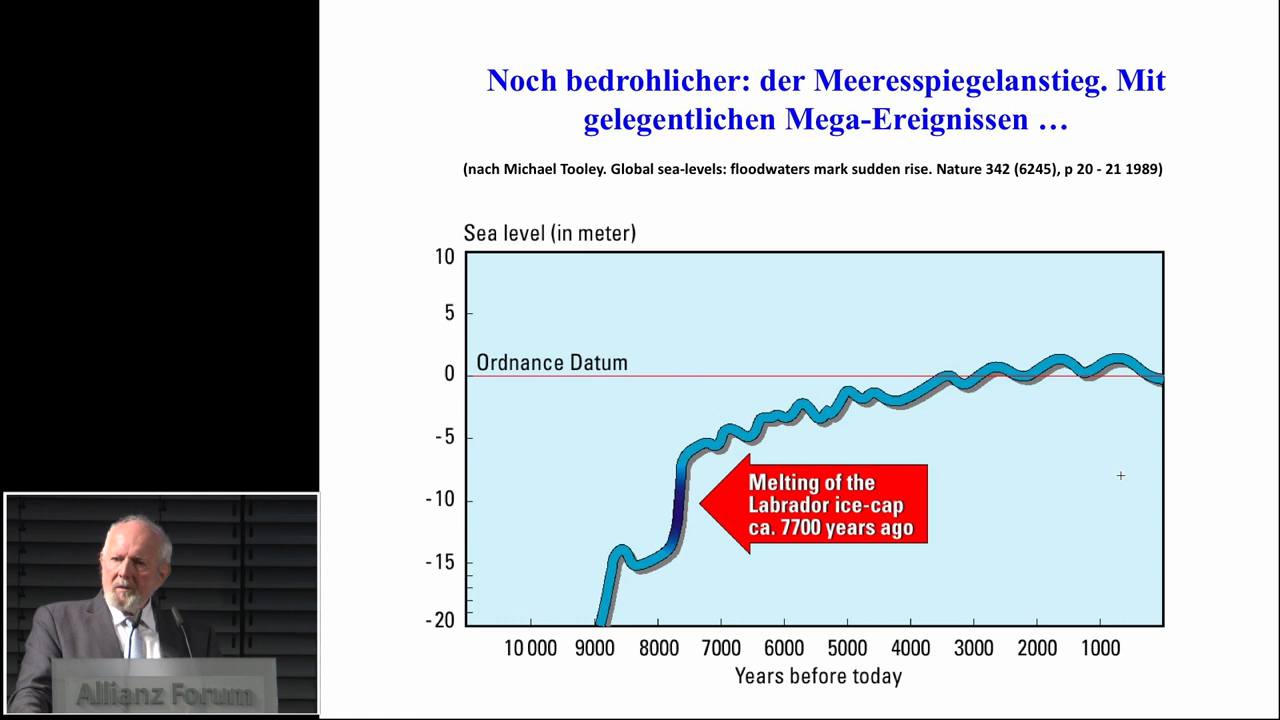 Noch bedrohlicher: der Meeresspiegelanstieg. Mit
gelegentlichen Mega-Ereignissen …
(nach Michael Tooley. Global sea-levels: floodwaters mark sudden rise. Nature 342 (6245), p 20 - 21 1989)
Sea level (in meter)
10
5
Ordnance Datum
0
- 5
- 10
- 15
- 20
Melting of the
Labrador ice-cap
ca. 7700 years ago
10 000 9000 8000 7000 6000 5000 4000 3000 2000 1000
Years before today
Allianz Forum